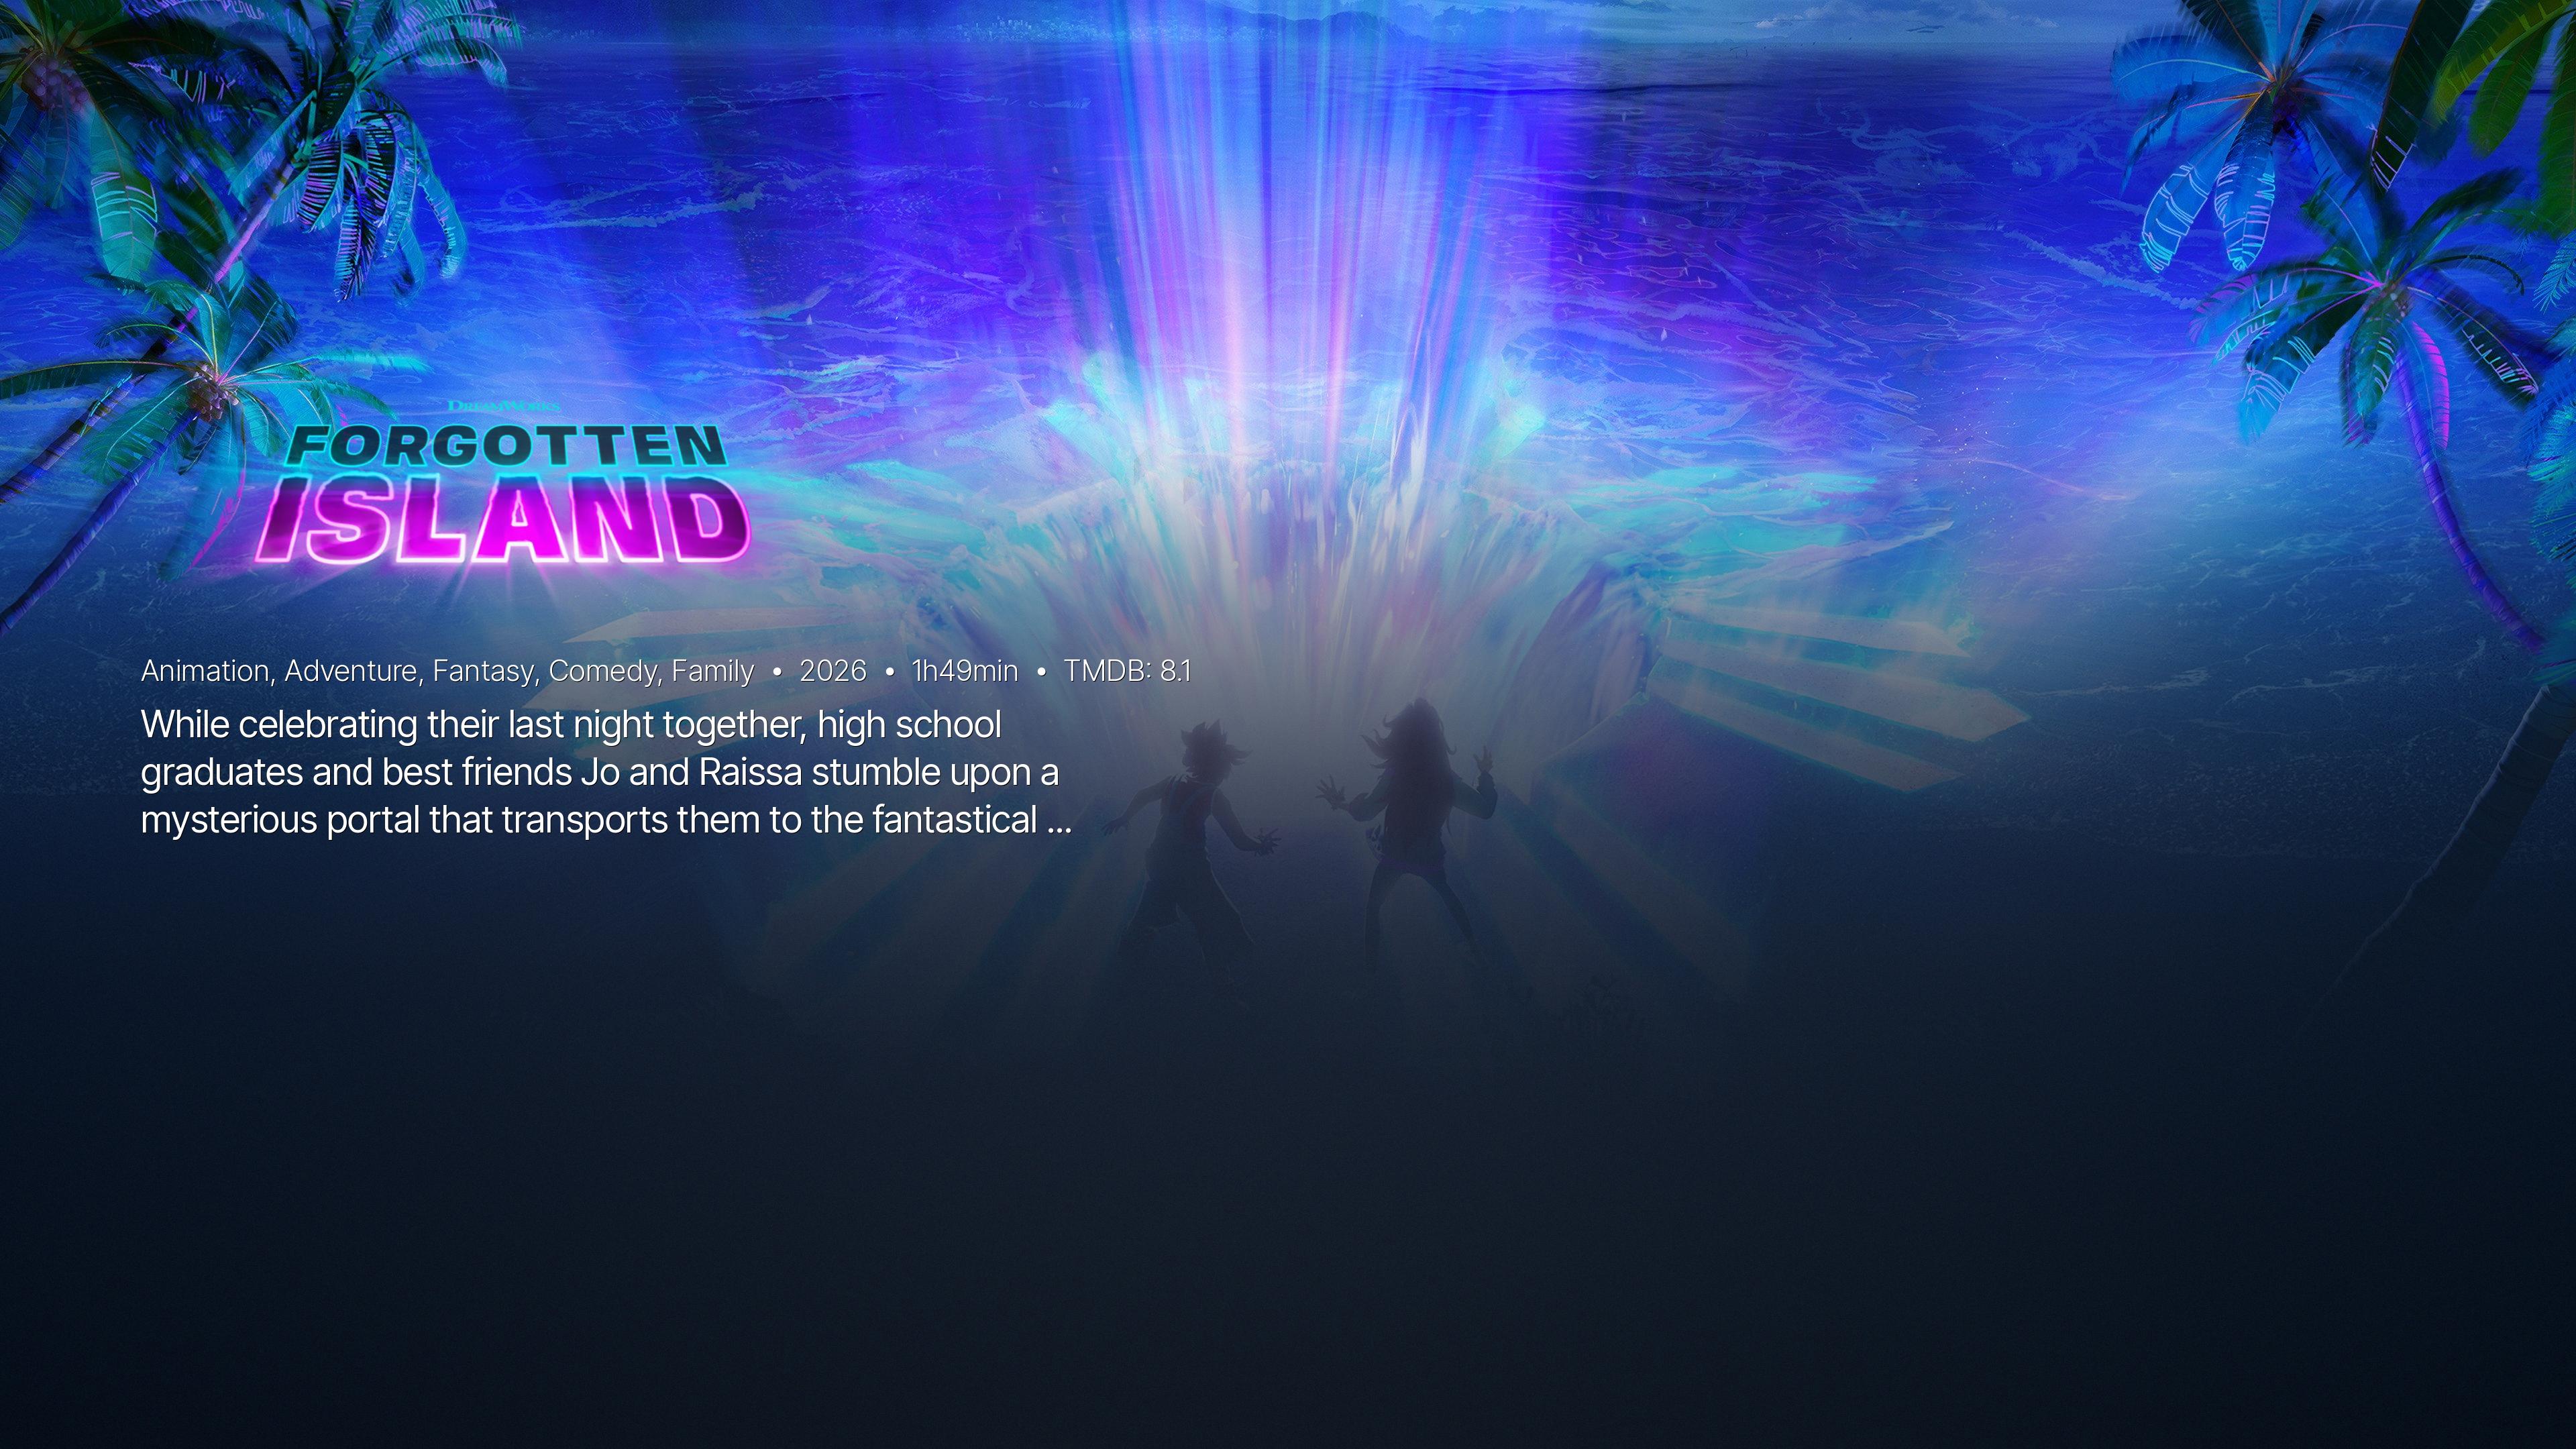 DREAMWORKS
FORGOTTEN
ISLAND
Animation, Adventure, Fantasy, Comedy, Family • 2026 • 1h49min • TMDB: 8.1
While celebrating their last night together, high school
graduates and best friends Jo and Raissa stumble upon a
mysterious portal that transports them to the fantastical ...